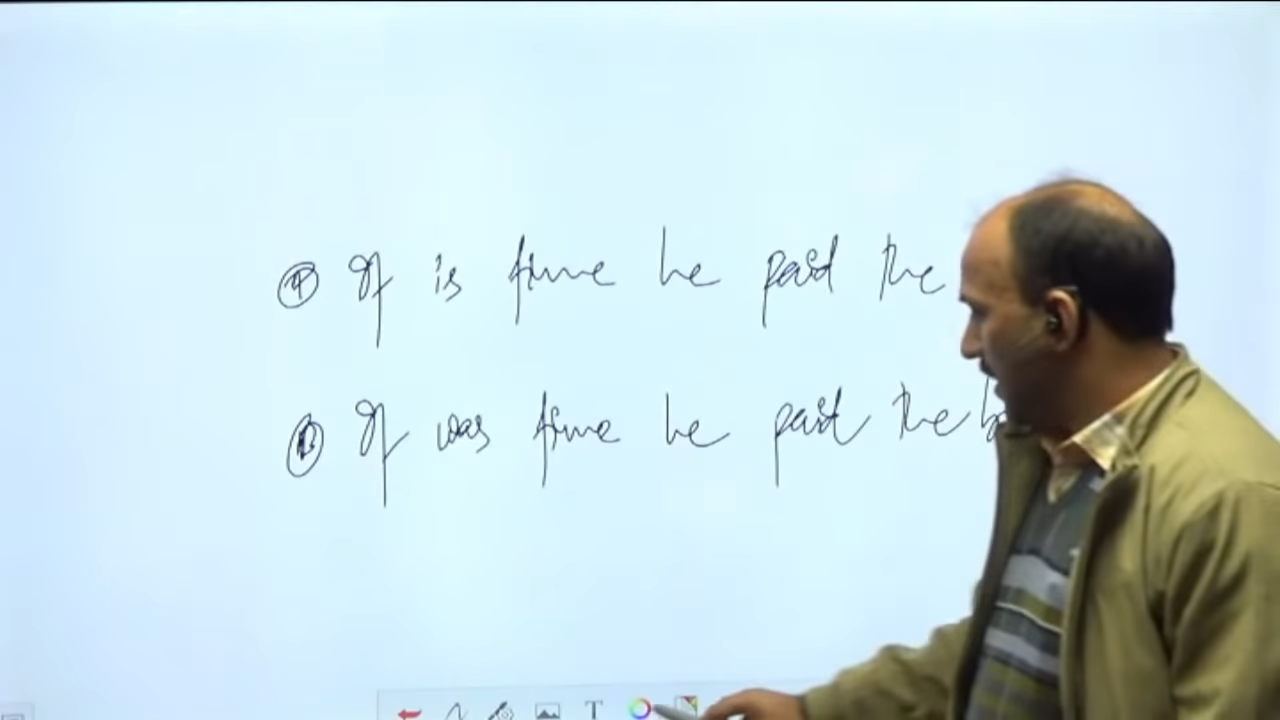 It is time he paid the
It was time he paid the b
T